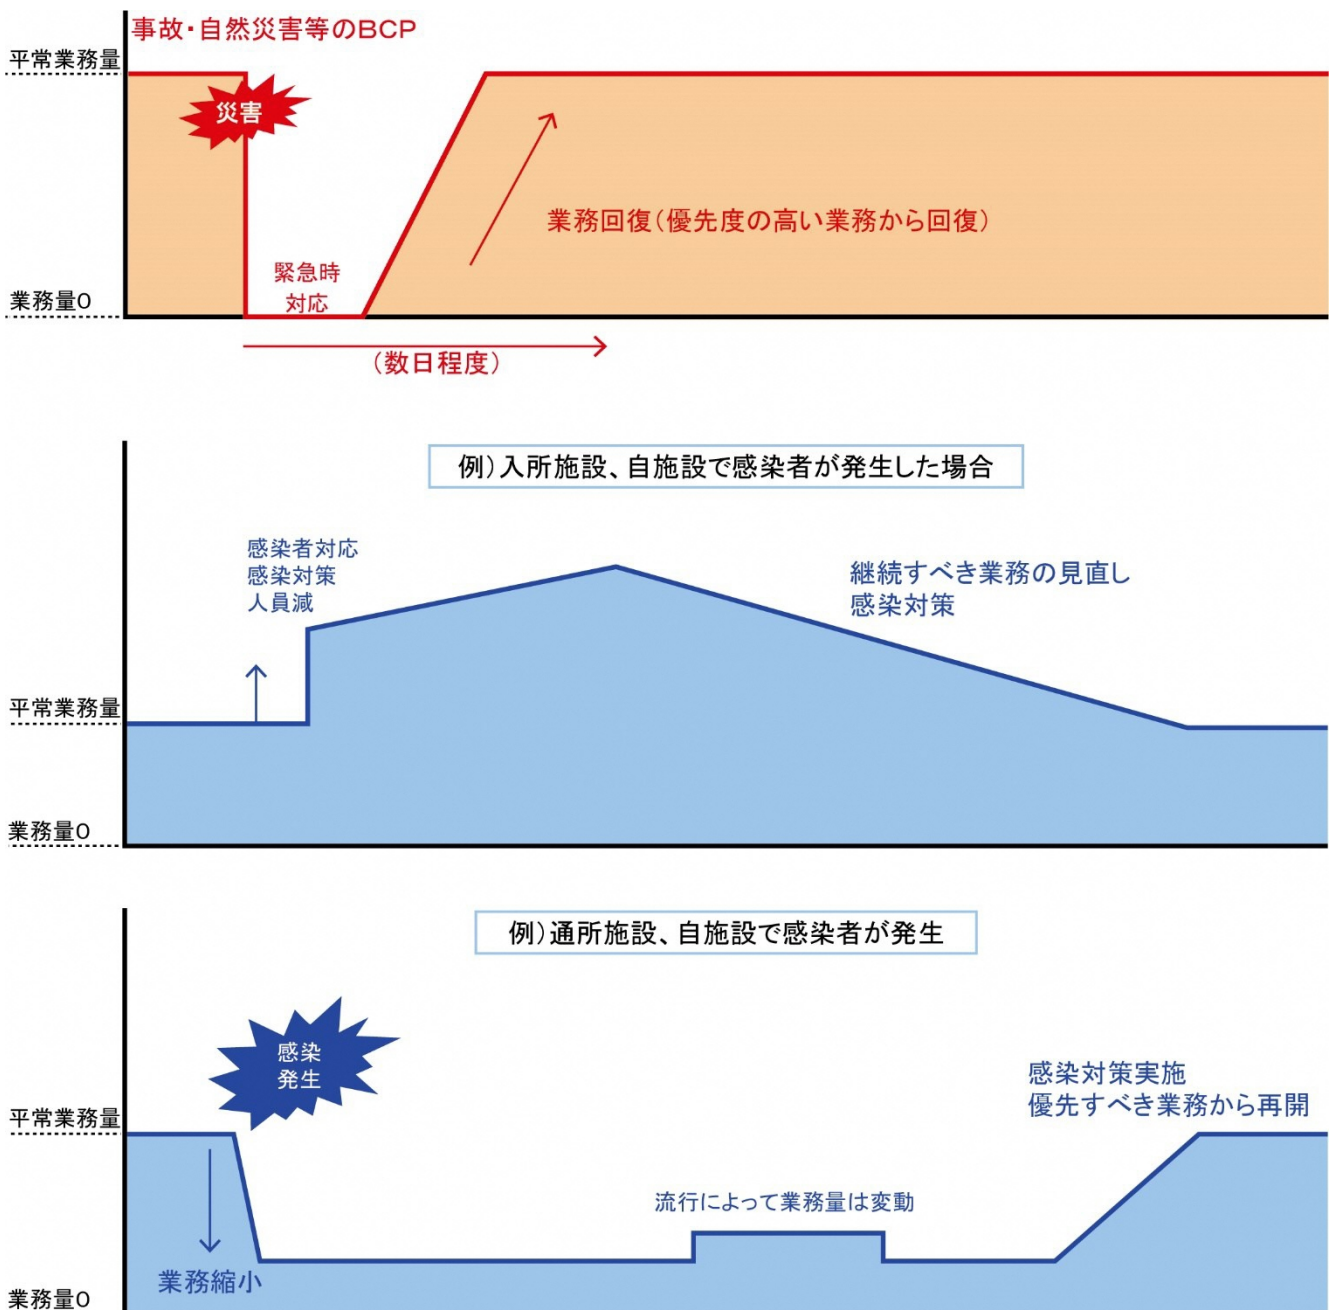 事故・自然災害等のBCP
平常業務量
災害
業務回復(優先度の高い業務から回復)
緊急時
対応
業務量0
(数日程度)
例)入所施設、自施設で感染者が発生した場合
感染者対応
感染対策
人員減
継続すべき業務の見直し
感染対策
平常業務量
業務量0
例)通所施設、自施設で感染者が発生
感染
発生
感染対策実施
優先すべき業務から再開
平常業務量
流行によって業務量は変動
業務縮小
業務量0